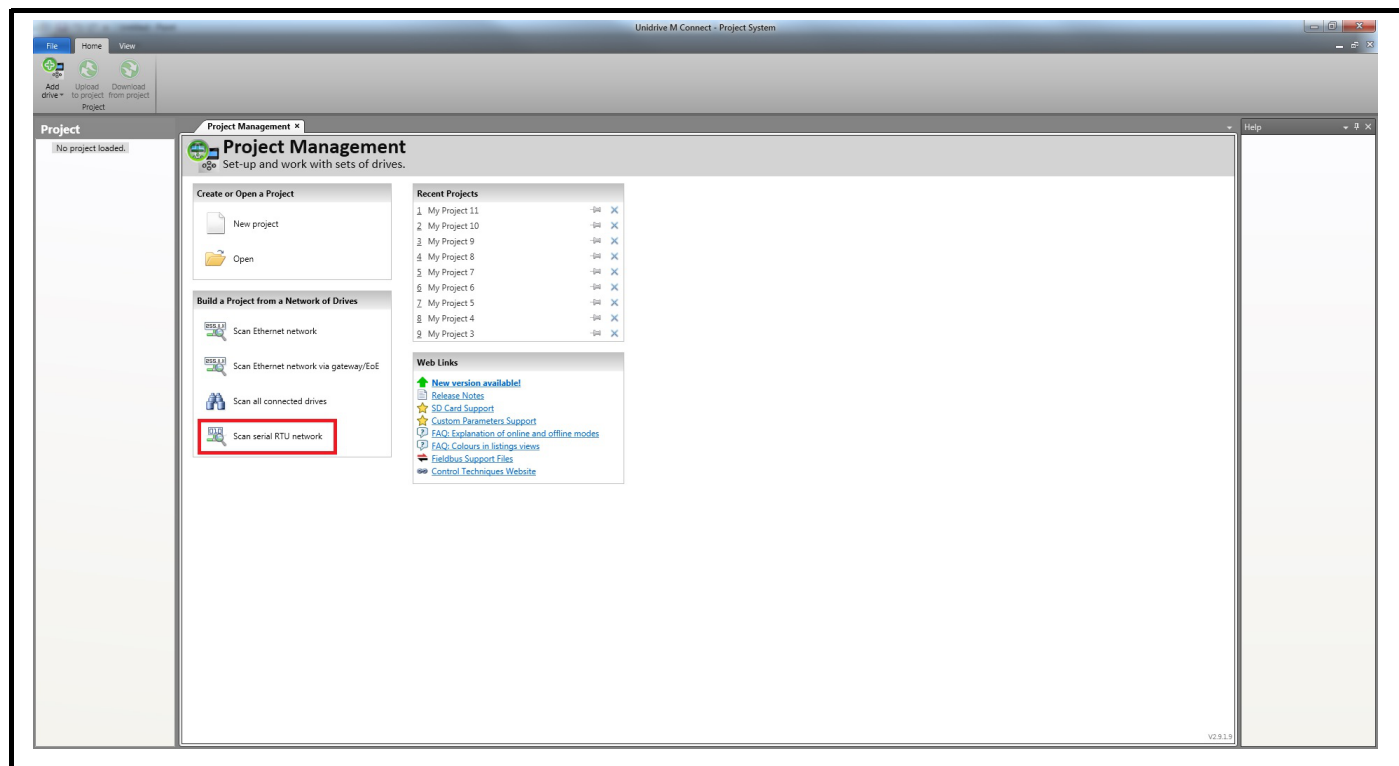 Unidrive M Connect - Project System
File Home View
Add drive
Upload to project
Download from project
Project
Project
No project loaded.
Project Management
Help
Project Management
Set-up and work with sets of drives.
Create or Open a Project
New project
Open
Build a Project from a Network of Drives
Scan Ethernet network
Scan Ethernet network via gateway/EoE
Scan all connected drives
Scan serial RTU network
Recent Projects
1 My Project 11
2 My Project 10
3 My Project 9
4 My Project 8
5 My Project 7
6 My Project 6
7 My Project 5
8 My Project 4
9 My Project 3
Web Links
New version available!
Release Notes
SD Card Support
Custom Parameters Support
FAQ: Explanation of online and offline modes
FAQ: Colours in listings views
Fieldbus Support Files
Control Techniques Website
V2.9.1.9